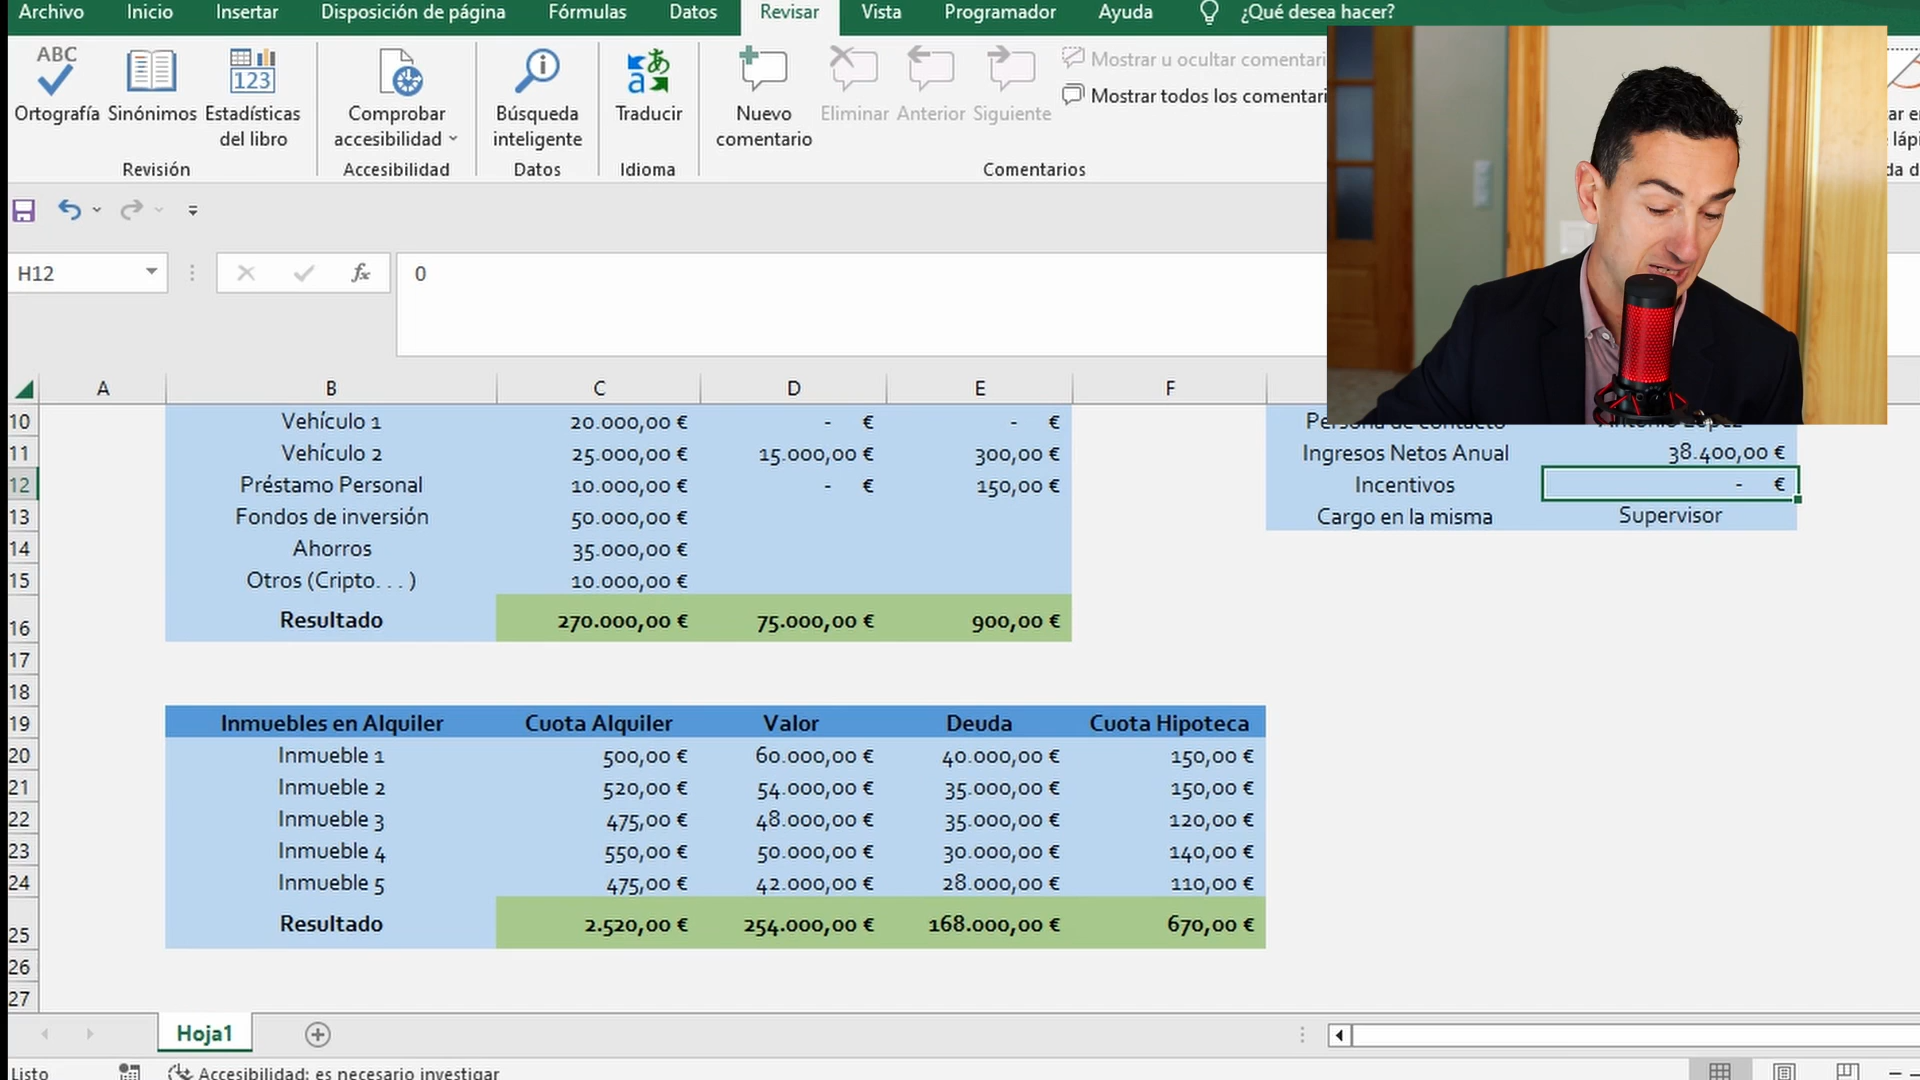 Archivo Inicio Insertar Disposición de página Fórmulas Datos Revisar Vista Programador Ayuda ¿Qué desea hacer?
ABC
123
Ortografía Sinónimos Estadísticas del libro
Comprobar accesibilidad
Búsqueda inteligente
Traducir
Nuevo comentario
Eliminar Anterior Siguiente
Mostrar u ocultar comentari
Mostrar todos los comentari
Revisión Accesibilidad Datos Idioma Comentarios
H12 fx 0
A B C D E F
10 Vehículo 1 20.000,00 € - € - € Persona de contacto Antonio López
11 Vehículo 2 25.000,00 € 15.000,00 € 300,00 € Ingresos Netos Anual 38.400,00 €
12 Préstamo Personal 10.000,00 € - € 150,00 € Incentivos - €
13 Fondos de inversión 50.000,00 € Cargo en la misma Supervisor
14 Ahorros 35.000,00 €
15 Otros (Cripto. . . ) 10.000,00 €
16 Resultado 270.000,00 € 75.000,00 € 900,00 €
17
18
19 Inmuebles en Alquiler Cuota Alquiler Valor Deuda Cuota Hipoteca
20 Inmueble 1 500,00 € 60.000,00 € 40.000,00 € 150,00 €
21 Inmueble 2 520,00 € 54.000,00 € 35.000,00 € 150,00 €
22 Inmueble 3 475,00 € 48.000,00 € 35.000,00 € 120,00 €
23 Inmueble 4 550,00 € 50.000,00 € 30.000,00 € 140,00 €
24 Inmueble 5 475,00 € 42.000,00 € 28.000,00 € 110,00 €
25 Resultado 2.520,00 € 254.000,00 € 168.000,00 € 670,00 €
26
27
Hoja1
Listo Accesibilidad: es necesario investigar